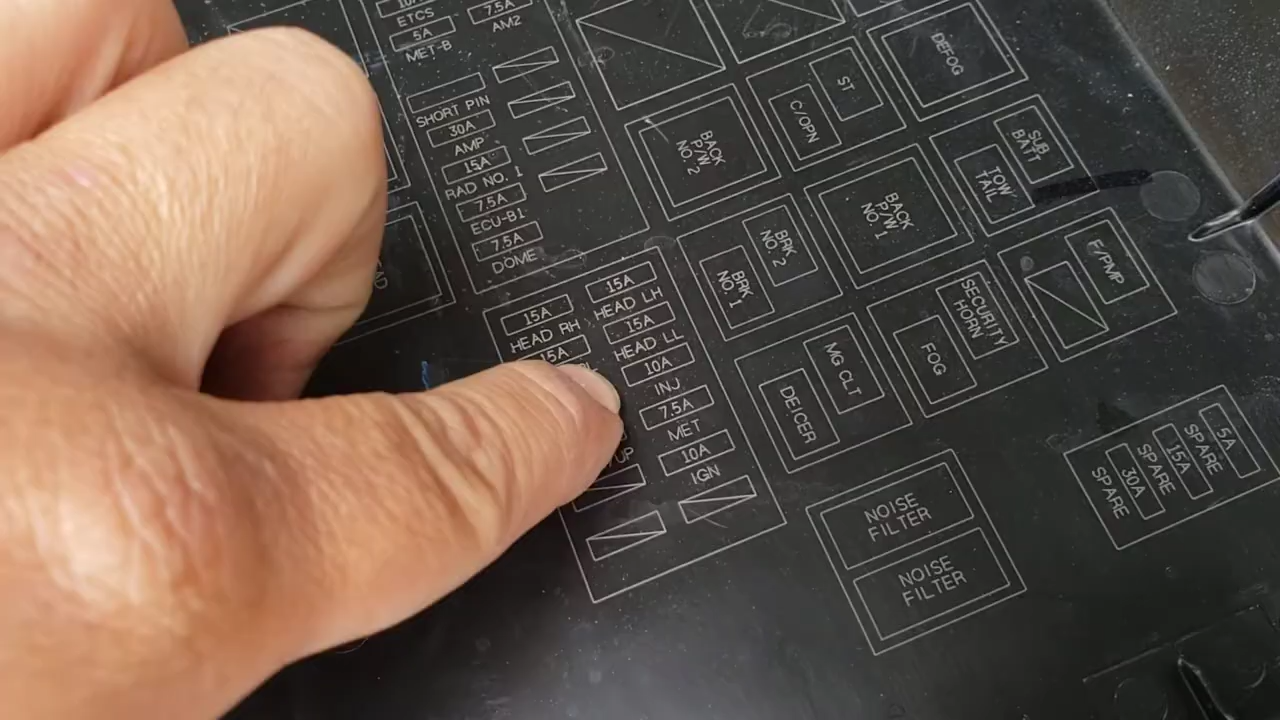 ETCS
5A
MET-B
7.5A
AM2
SHORT PIN
30A
AMP
15A
RAD NO. 1
7.5A
ECU-B1
7.5A
DOME
15A
HEAD RH
15A
15A
HEAD LH
15A
HEAD LL
10A
INJ
7.5A
MET
10A
IGN
BACK
P/W
NO. 2
C/OPN
ST
DEFOG
BRK
NO. 1
BRK
NO. 2
BACK
P/W
NO. 1
TOW
TAIL
SUB
BATT
DEICER
MG CLT
FOG
SECURITY
HORN
F/PMP
NOISE
FILTER
NOISE
FILTER
5A
SPARE
15A
SPARE
30A
SPARE